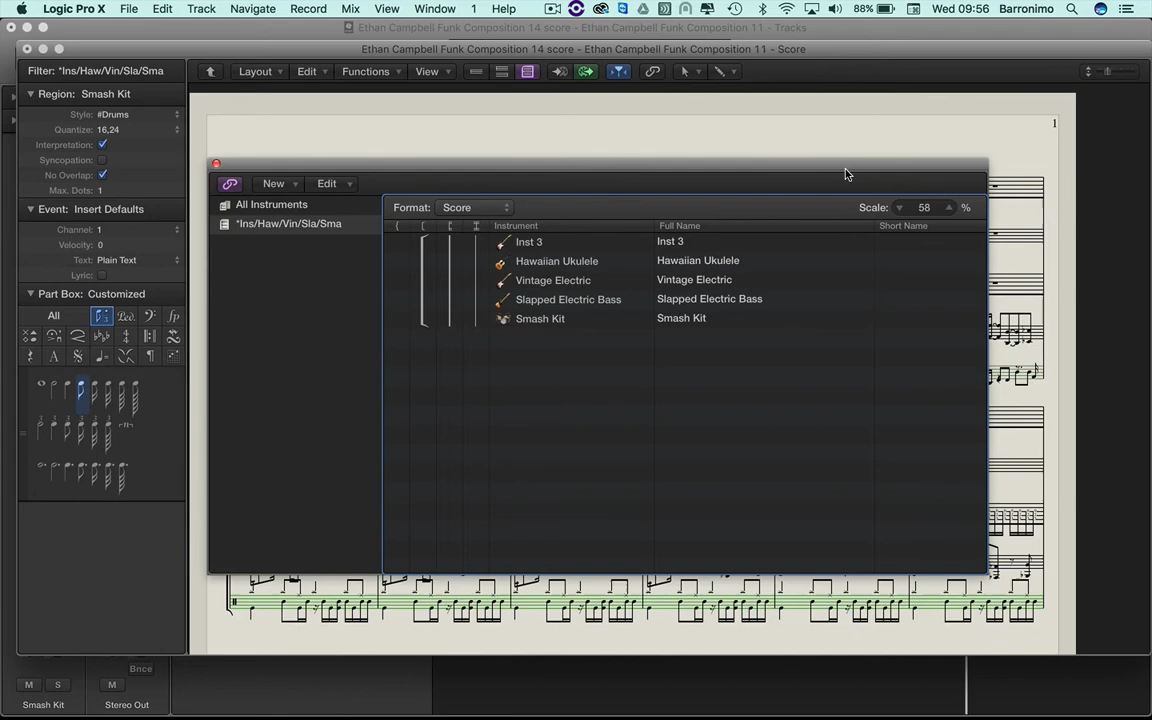 Logic Pro X File Edit Track Navigate Record Mix View Window 1 Help 88% Wed 09:56 Barronimo
Ethan Campbell Funk Composition 14 score - Ethan Campbell Funk Composition 11 - Tracks
Ethan Campbell Funk Composition 14 score - Ethan Campbell Funk Composition 11 - Score
Filter: *Ins/Haw/Vin/Sla/Sma Layout Edit Functions View
Region: Smash Kit
Style: #Drums
Quantize: 16,24
Interpretation:
Syncopation:
No Overlap:
Max. Dots: 1
Event: Insert Defaults
Channel: 1
Velocity: 0
Text: Plain Text
Lyric:
Part Box: Customized
All
1
New Edit
All Instruments
*Ins/Haw/Vin/Sla/Sma
Format: Score Scale: 58 %
Instrument Full Name Short Name
Inst 3 Inst 3
Hawaiian Ukulele Hawaiian Ukulele
Vintage Electric Vintage Electric
Slapped Electric Bass Slapped Electric Bass
Smash Kit Smash Kit
Bnce
M S M
Smash Kit Stereo Out